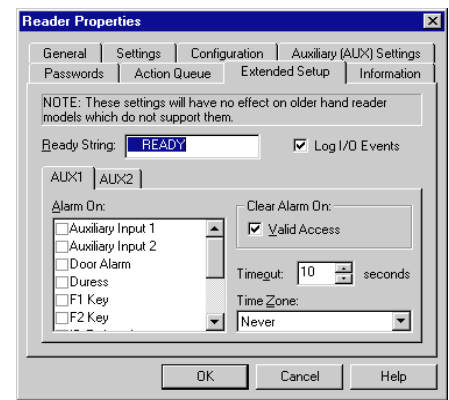 Reader Properties
General Settings Configuration Auxiliary (AUX) Settings
Passwords Action Queue Extended Setup Information
NOTE: These settings will have no effect on older hand
reader models which do not support them.
Ready String: READY Log I/O Events
AUX1 AUX2
Alarm On:
Auxiliary Input 1
Auxiliary Input 2
Door Alarm
Duress
F1 Key
F2 Key
Clear Alarm On:
Valid Access
Timeout: 10 seconds
Time Zone:
Never
OK Cancel Help